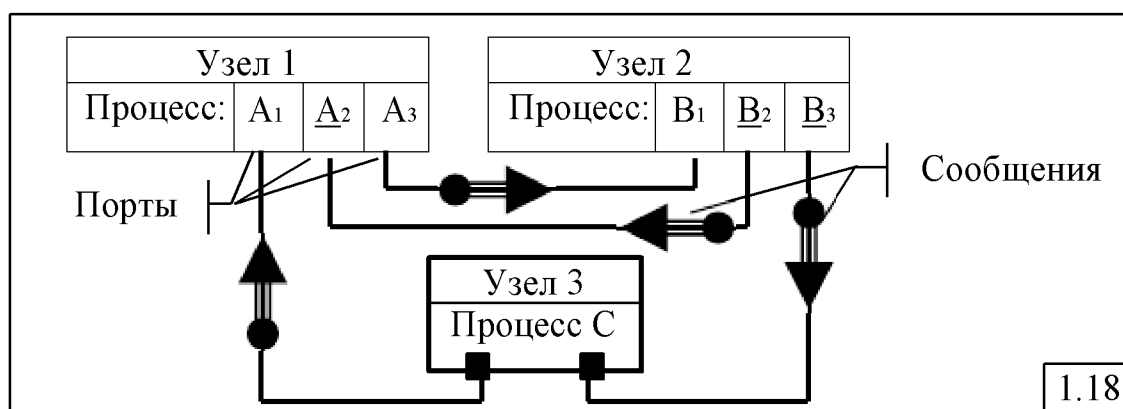 Узел 1
Узел 2
Процесс: A₁ A₂ A₃
Процесс: B₁ B₂ B₃
Порты
Сообщения
Узел 3
Процесс C
1.18